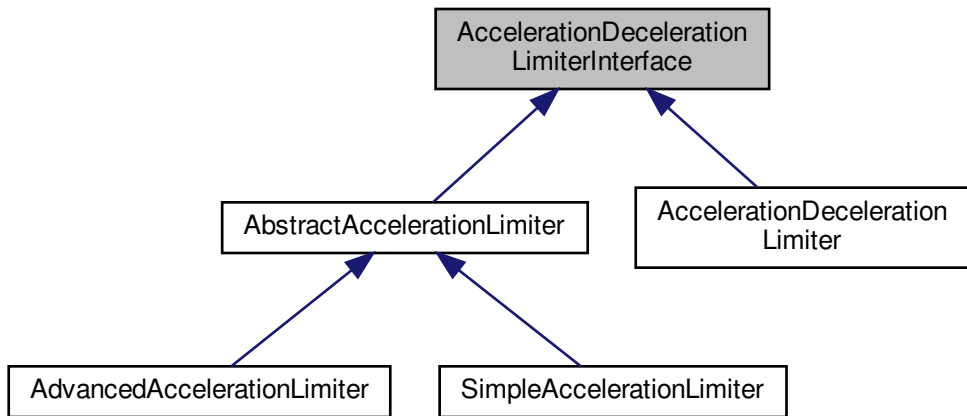 AccelerationDeceleration
LimiterInterface
AbstractAccelerationLimiter
AccelerationDeceleration
Limiter
AdvancedAccelerationLimiter
SimpleAccelerationLimiter